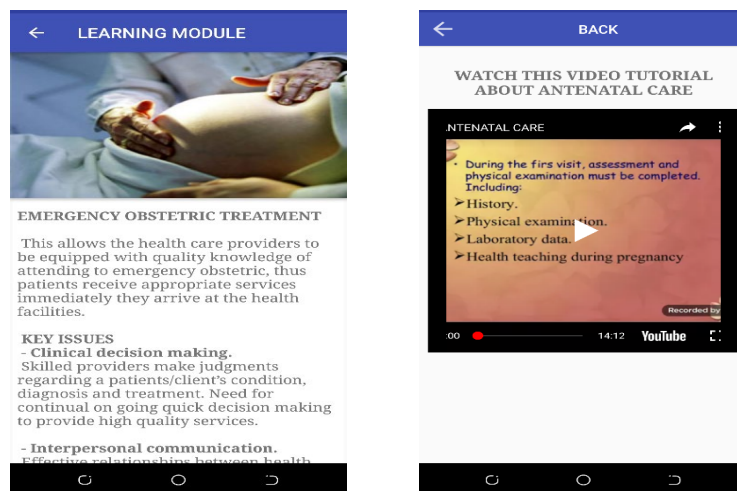 LEARNING MODULE
EMERGENCY OBSTETRIC TREATMENT
This allows the health care providers to
be equipped with quality knowledge of
attending to emergency obstetric, thus
patients receive appropriate services
immediately they arrive at the health
facilities.
KEY ISSUES
- Clinical decision making.
Skilled providers make judgments
regarding a patients/client's condition,
diagnosis and treatment. Need for
continual on going quick decision making
to provide high quality services.
- Interpersonal communication.
Effective relationships between health
BACK
WATCH THIS VIDEO TUTORIAL
ABOUT ANTENATAL CARE
.NTENATAL CARE
During the firs visit, assessment and
physical examination must be completed.
Including:
➤History.
➤Physical examination.
➤Laboratory data.
➤Health teaching during pregnancy
Recorded by
:00 14:12 YouTube